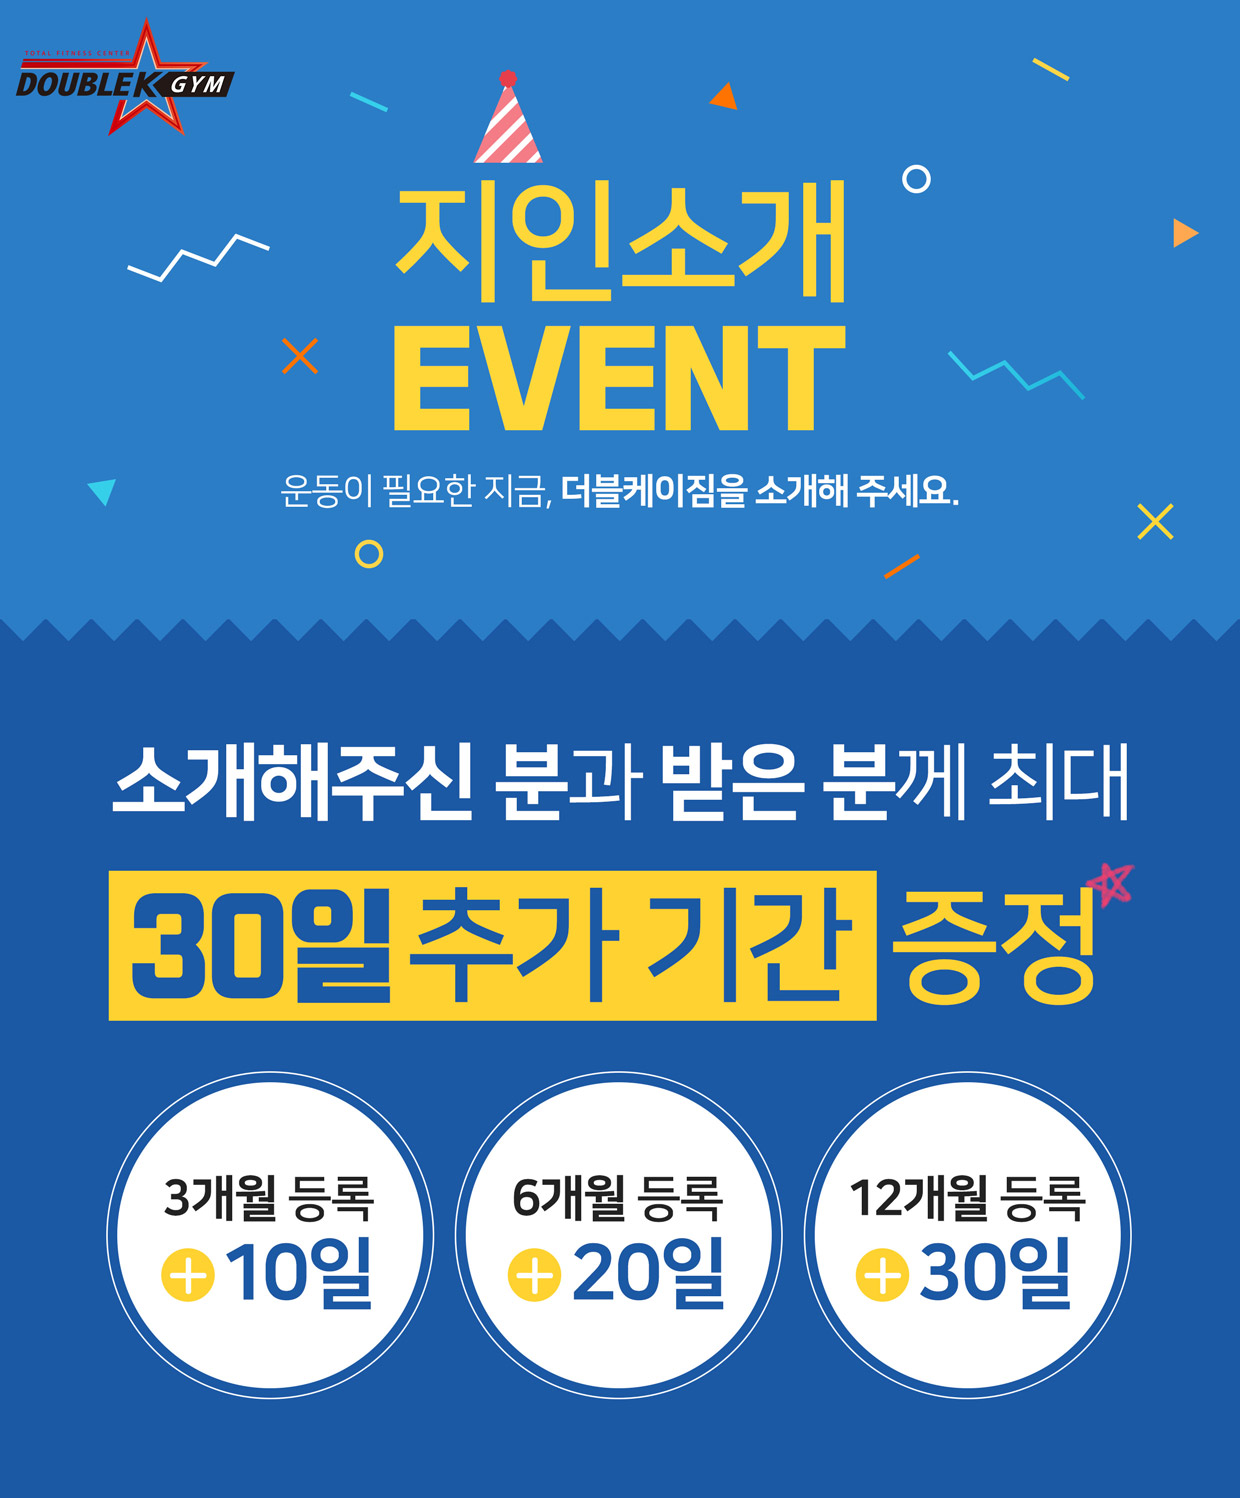 TOTAL FITNESS CENTER
DOUBLEK GYM
지인소개
EVENT
운동이 필요한 지금, 더블케이짐을 소개해 주세요.
소개해주신 분과 받은 분께 최대
30일 추가 기간 증정
3개월 등록
+10일
6개월 등록
+20일
12개월 등록
+30일